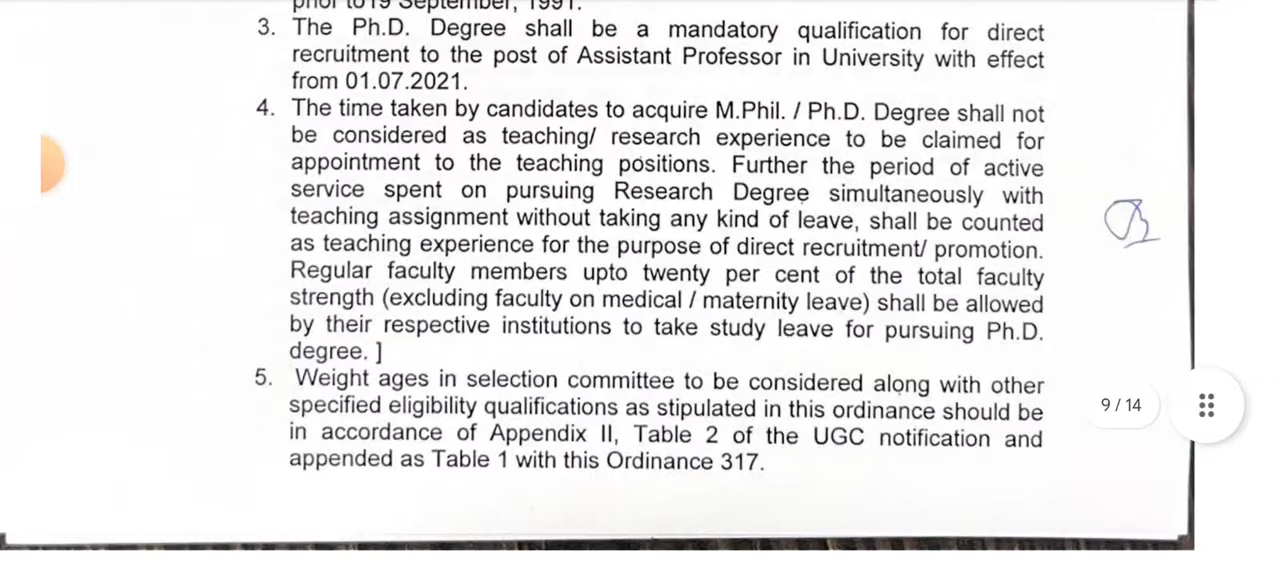 prior to 19 September, 1991.
3. The Ph.D. Degree shall be a mandatory qualification for direct
recruitment to the post of Assistant Professor in University with effect
from 01.07.2021.
4. The time taken by candidates to acquire M.Phil. / Ph.D. Degree shall not
be considered as teaching/ research experience to be claimed for
appointment to the teaching positions. Further the period of active
service spent on pursuing Research Degree simultaneously with
teaching assignment without taking any kind of leave, shall be counted
as teaching experience for the purpose of direct recruitment/ promotion.
Regular faculty members upto twenty per cent of the total faculty
strength (excluding faculty on medical / maternity leave) shall be allowed
by their respective institutions to take study leave for pursuing Ph.D.
degree. ]
5. Weight ages in selection committee to be considered along with other
specified eligibility qualifications as stipulated in this ordinance should be
in accordance of Appendix II, Table 2 of the UGC notification and
appended as Table 1 with this Ordinance 317.
9 / 14